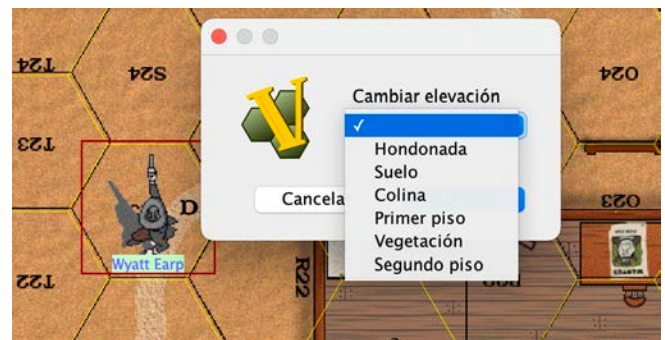 T24
S24
O24
Cambiar elevación
✓
Hondonada
T23
Suelo
Colina
Cancela
O23
Primer piso
D
Vegetación
Wyatt Earp
Segundo piso
T22
R22